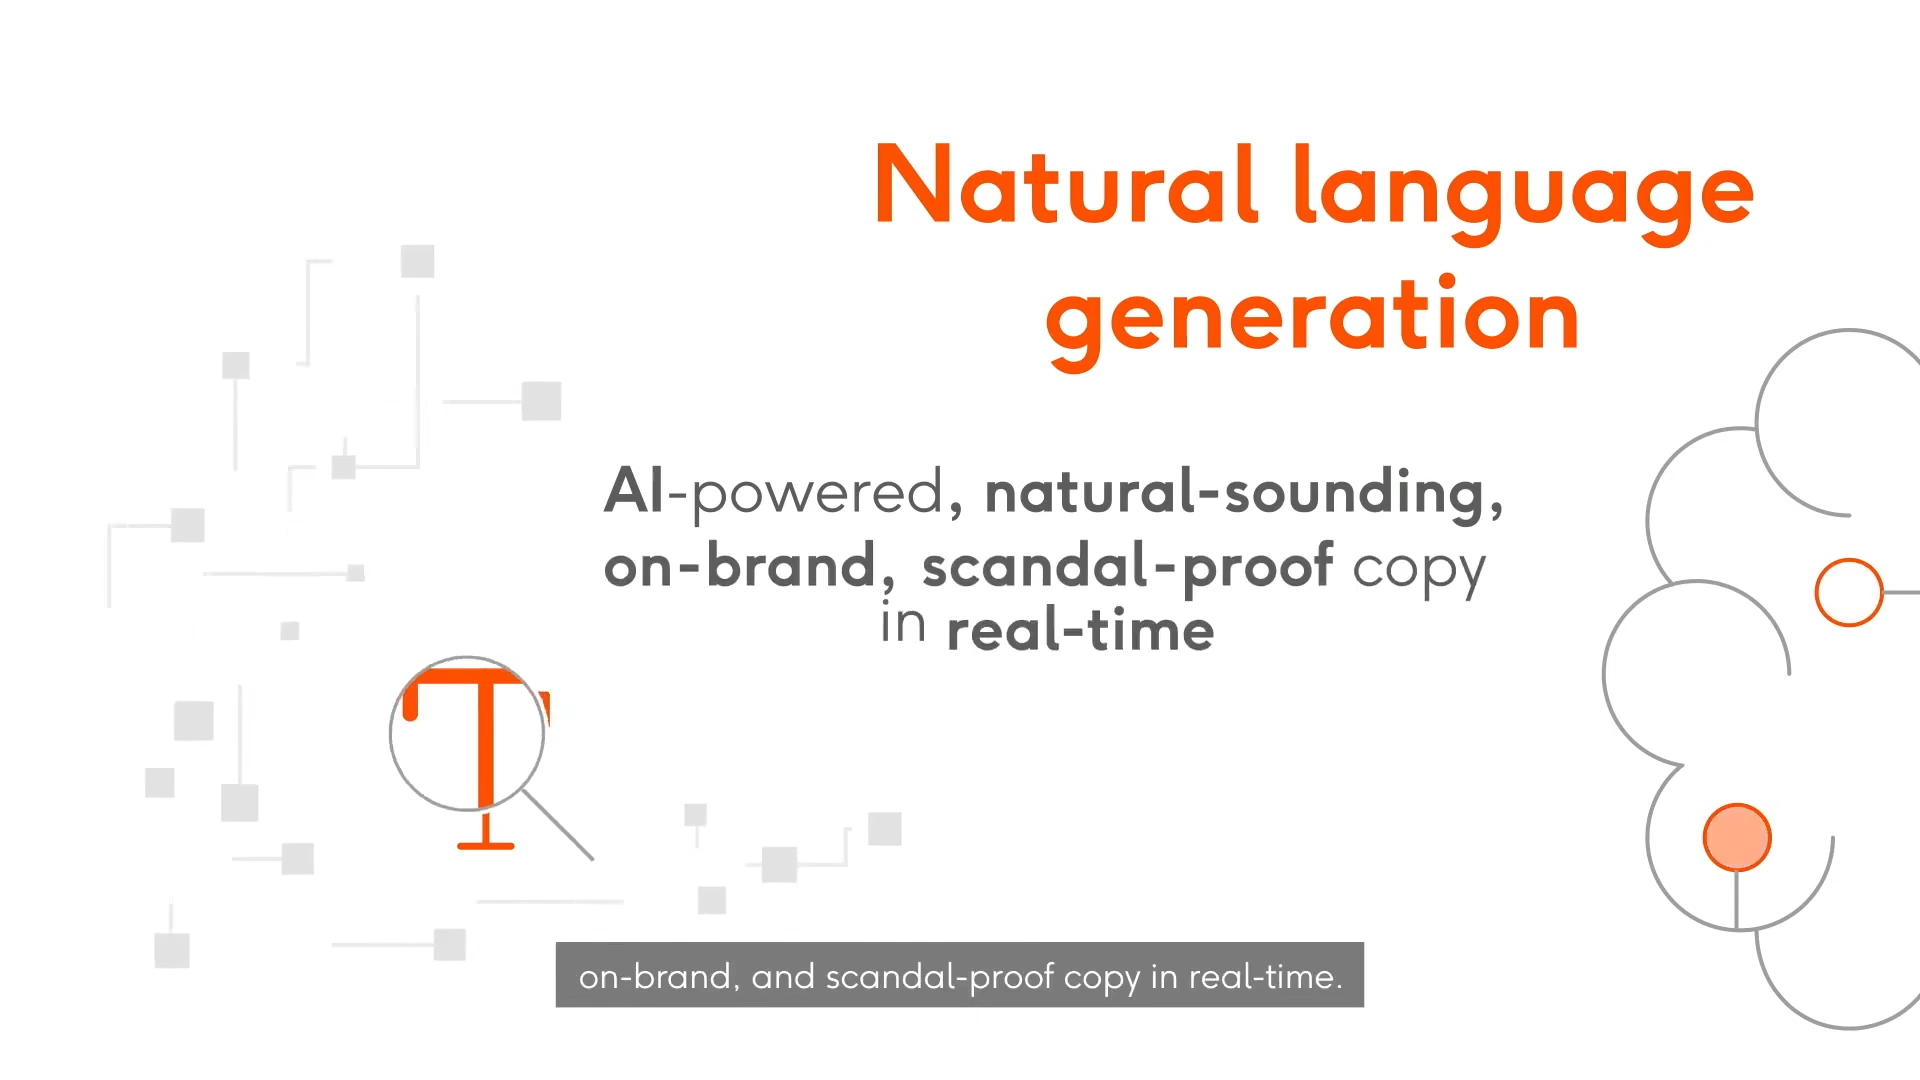 Natural language
generation
AI-powered, natural-sounding,
on-brand, scandal-proof copy
in real-time
T
on-brand, and scandal-proof copy in real-time.